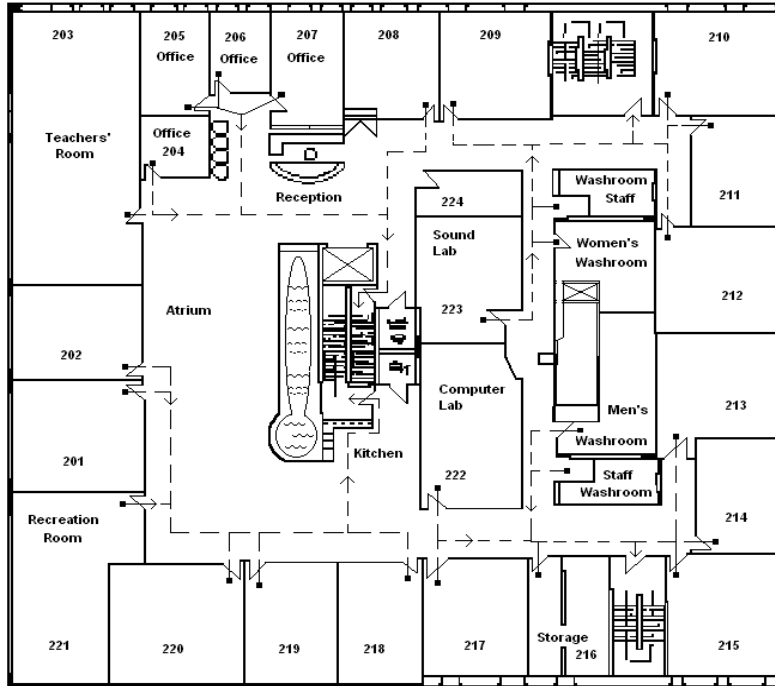 203
205
Office
206
Office
207
Office
208
209
210
Office
204
Teachers'
Room
Reception
224
Washroom
Staff
211
Sound
Lab
223
Women's
Washroom
212
Atrium
202
201
Computer
Lab
222
Men's
Washroom
213
Kitchen
Staff
Washroom
214
Recreation
Room
221
220
219
218
217
Storage
216
215